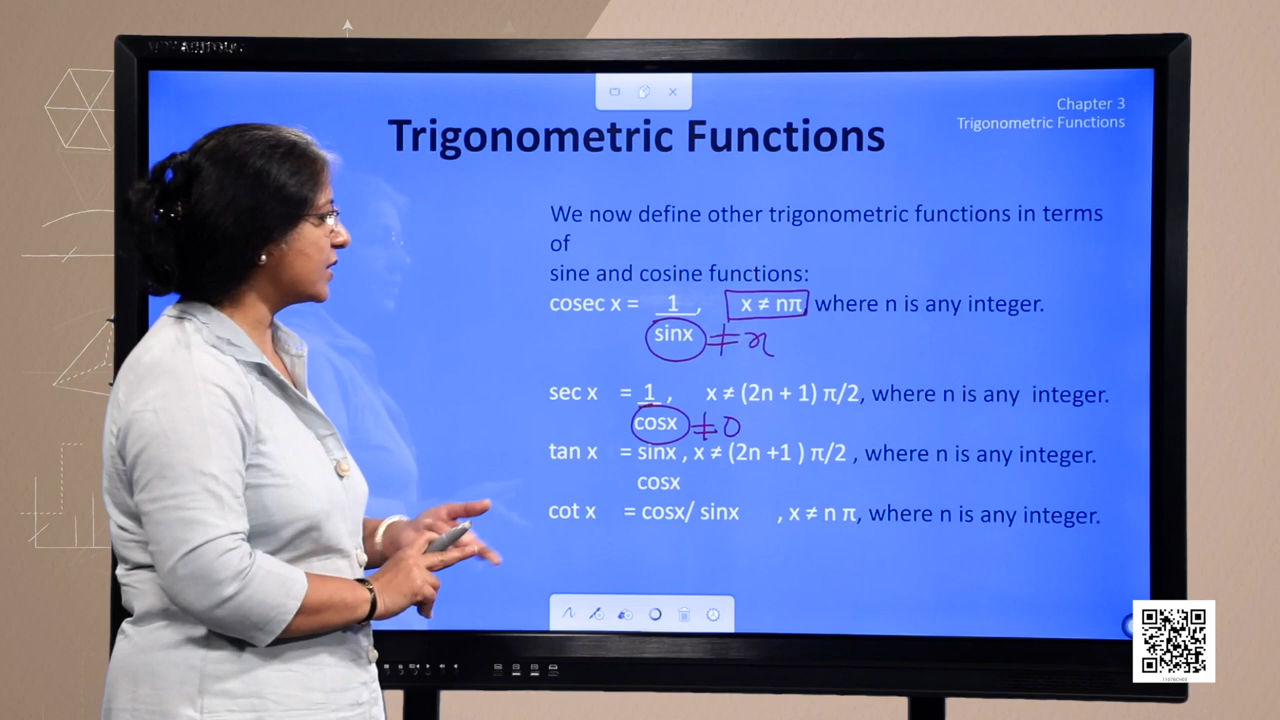 Chapter 3
Trigonometric Functions
Trigonometric Functions
We now define other trigonometric functions in terms
of
sine and cosine functions:
cosec x = 1, x ≠ nπ where n is any integer.
sinx ≠ n
sec x = 1, x ≠ (2n + 1) π/2, where n is any integer.
cosx ≠ 0
tan x = sinx, x ≠ (2n +1 ) π/2 , where n is any integer.
cosx
cot x = cosx/ sinx , x ≠ n π, where n is any integer.